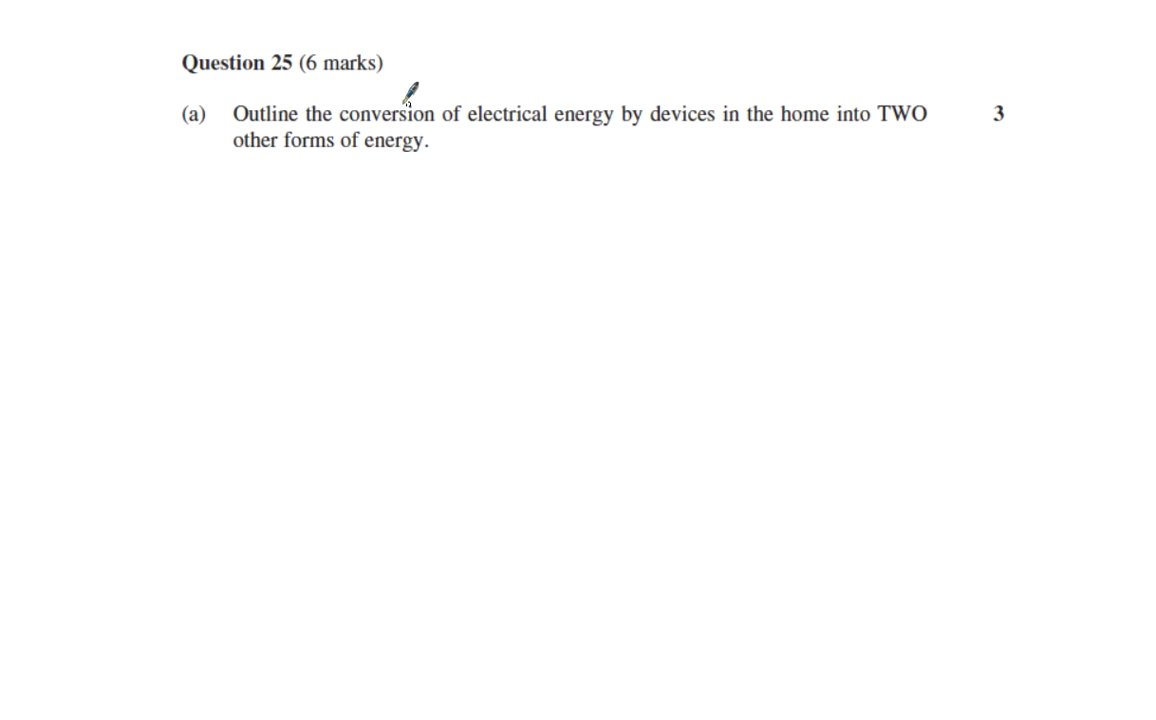 Question 25 (6 marks)
(a) Outline the conversion of electrical energy by devices in the home into TWO 3
other forms of energy.